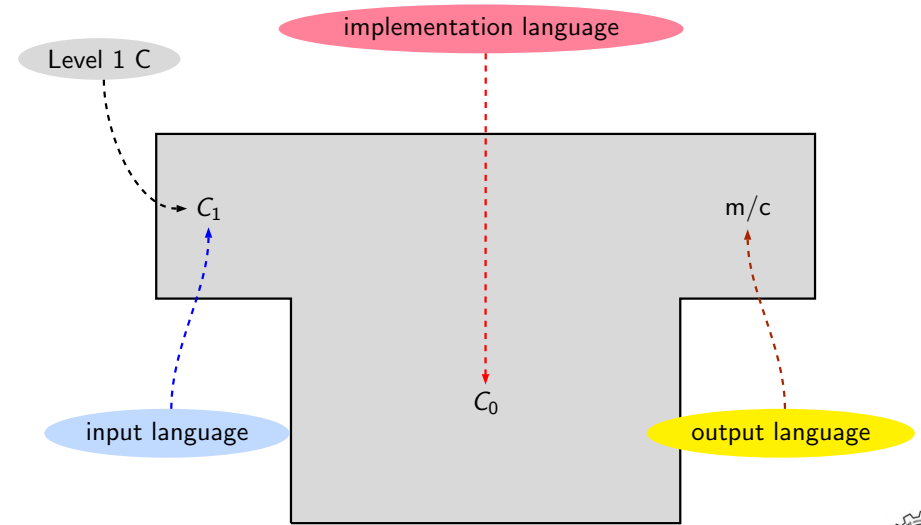 implementation language
Level 1 C
C₁
m/c
C₀
input language
output language